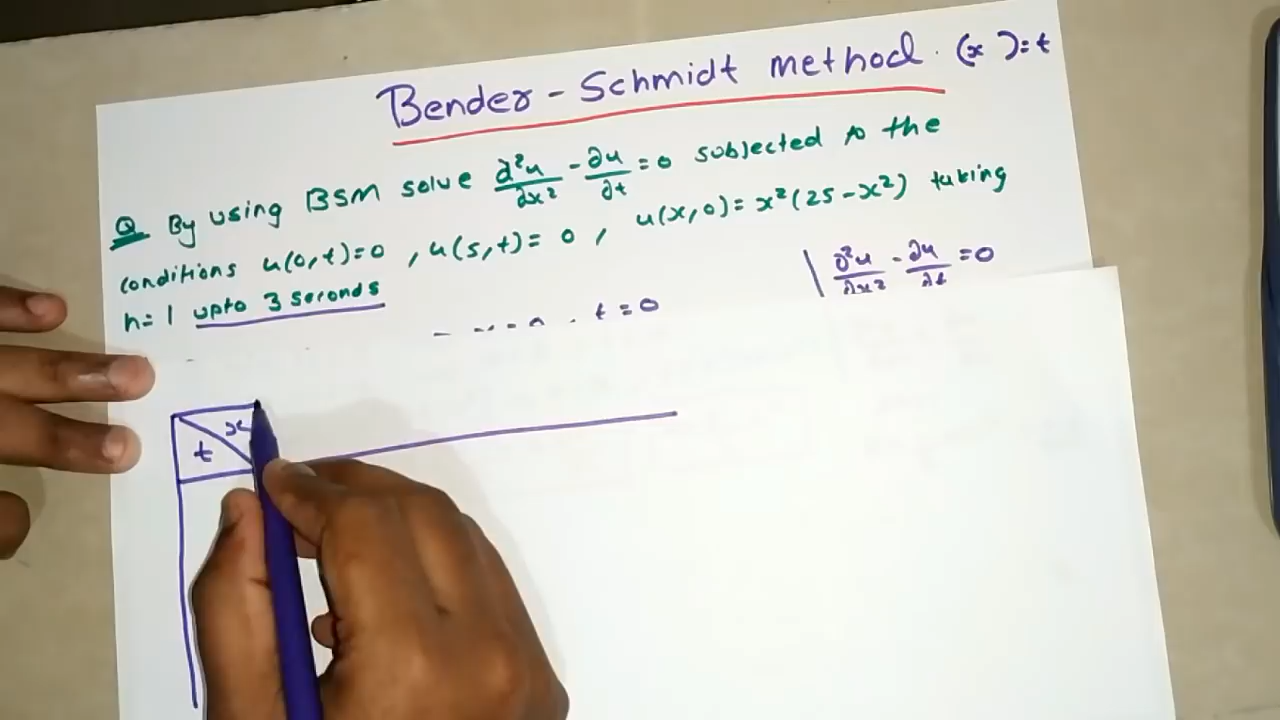 Bender - Schmidt method. (x )=t
Q By using BSM solve ∂²u/∂x² - ∂u/∂t = 0 subjected to the
conditions u(0,t)=0 , u(5,t)= 0 , u(x,0)= x²(25-x²) taking
h= 1 upto 3 seconds
∂²u/∂x² - ∂u/∂t =0
t =0
x
t